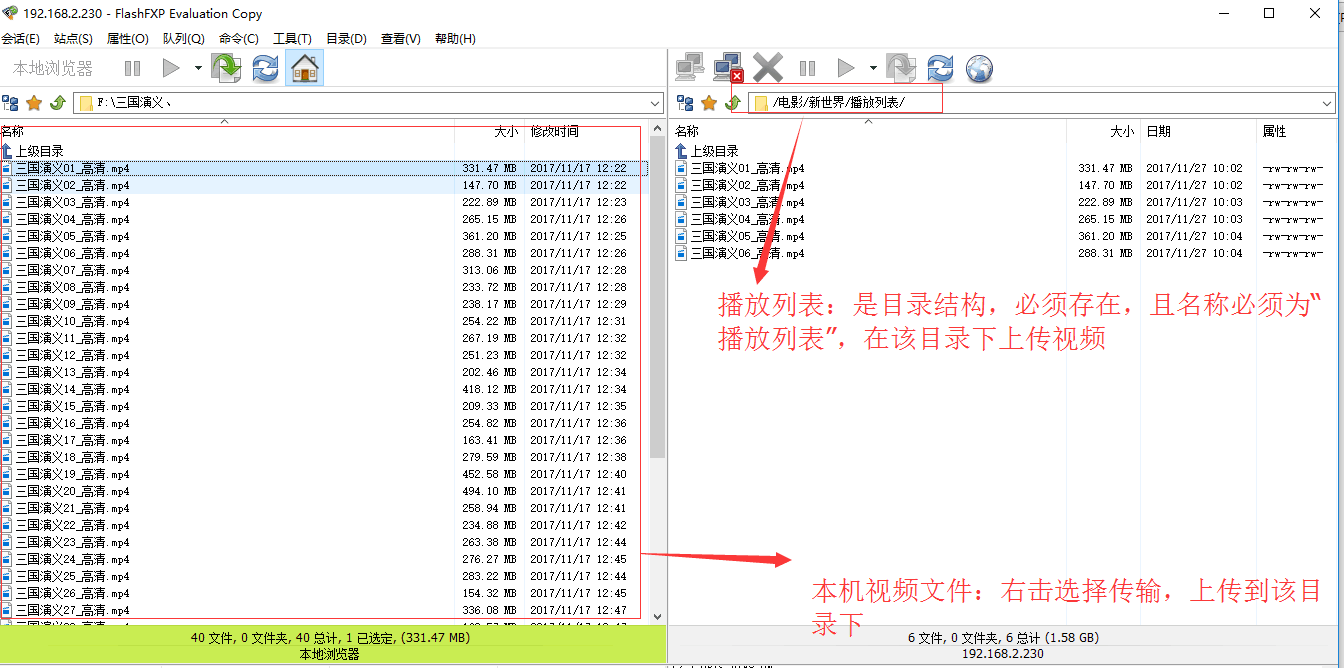 192.168.2.230 - FlashFXP Evaluation Copy
会话(E) 站点(S) 属性(O) 队列(Q) 命令(C) 工具(T) 目录(D) 查看(V) 帮助(H)
本地浏览器
F:\三国演义、
/电影/新世界/播放列表/
名称 大小 修改时间
上级目录
三国演义01_高清.mp4 331.47 MB 2017/11/17 12:22
三国演义02_高清.mp4 147.70 MB 2017/11/17 12:22
三国演义03_高清.mp4 222.89 MB 2017/11/17 12:23
三国演义04_高清.mp4 265.15 MB 2017/11/17 12:26
三国演义05_高清.mp4 361.20 MB 2017/11/17 12:25
三国演义06_高清.mp4 288.31 MB 2017/11/17 12:26
三国演义07_高清.mp4 313.06 MB 2017/11/17 12:28
三国演义08_高清.mp4 233.72 MB 2017/11/17 12:28
三国演义09_高清.mp4 238.17 MB 2017/11/17 12:29
三国演义10_高清.mp4 254.22 MB 2017/11/17 12:31
三国演义11_高清.mp4 267.19 MB 2017/11/17 12:32
三国演义12_高清.mp4 251.23 MB 2017/11/17 12:32
三国演义13_高清.mp4 202.46 MB 2017/11/17 12:34
三国演义14_高清.mp4 418.12 MB 2017/11/17 12:34
三国演义15_高清.mp4 209.33 MB 2017/11/17 12:35
三国演义16_高清.mp4 254.82 MB 2017/11/17 12:36
三国演义17_高清.mp4 163.41 MB 2017/11/17 12:36
三国演义18_高清.mp4 279.59 MB 2017/11/17 12:38
三国演义19_高清.mp4 452.58 MB 2017/11/17 12:40
三国演义20_高清.mp4 494.10 MB 2017/11/17 12:41
三国演义21_高清.mp4 258.94 MB 2017/11/17 12:41
三国演义22_高清.mp4 234.88 MB 2017/11/17 12:42
三国演义23_高清.mp4 263.38 MB 2017/11/17 12:44
三国演义24_高清.mp4 276.27 MB 2017/11/17 12:45
三国演义25_高清.mp4 283.22 MB 2017/11/17 12:44
三国演义26_高清.mp4 154.32 MB 2017/11/17 12:45
三国演义27_高清.mp4 336.08 MB 2017/11/17 12:47
40 文件, 0 文件夹, 40 总计, 1 已选定, (331.47 MB)
本地浏览器
名称 大小 日期 属性
上级目录
三国演义01_高清.mp4 331.47 MB 2017/11/27 10:02 -rw-rw-rw-
三国演义02_高清.mp4 147.70 MB 2017/11/27 10:02 -rw-rw-rw-
三国演义03_高清.mp4 222.89 MB 2017/11/27 10:03 -rw-rw-rw-
三国演义04_高清.mp4 265.15 MB 2017/11/27 10:03 -rw-rw-rw-
三国演义05_高清.mp4 361.20 MB 2017/11/27 10:04 -rw-rw-rw-
三国演义06_高清.mp4 288.31 MB 2017/11/27 10:04 -rw-rw-rw-
播放列表：是目录结构，必须存在，且名称必须为“
播放列表”，在该目录下上传视频
本机视频文件：右击选择传输，上传到该目
录下
6 文件, 0 文件夹, 6 总计 (1.58 GB)
192.168.2.230